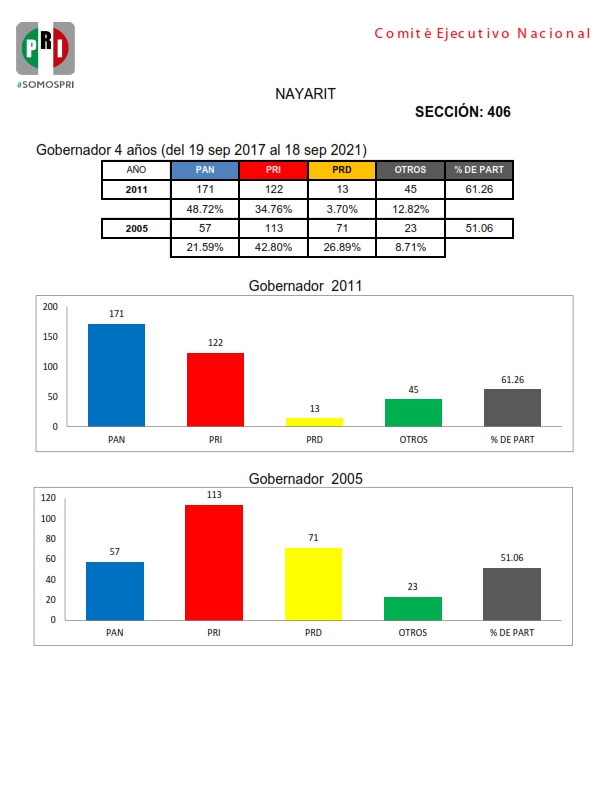 PRI
#SOMOSPRI
Comité Ejecutivo Nacional
NAYARIT
SECCIÓN: 406
Gobernador 4 años (del 19 sep 2017 al 18 sep 2021)
AÑO PAN PRI PRD OTROS % DE PART
2011 171 122 13 45 61.26
48.72% 34.76% 3.70% 12.82%
2005 57 113 71 23 51.06
21.59% 42.80% 26.89% 8.71%
Gobernador 2011
200
150
100
50
0
171
122
13
45
61.26
PAN PRI PRD OTROS % DE PART
Gobernador 2005
120
100
80
60
40
20
0
57
113
71
23
51.06
PAN PRI PRD OTROS % DE PART